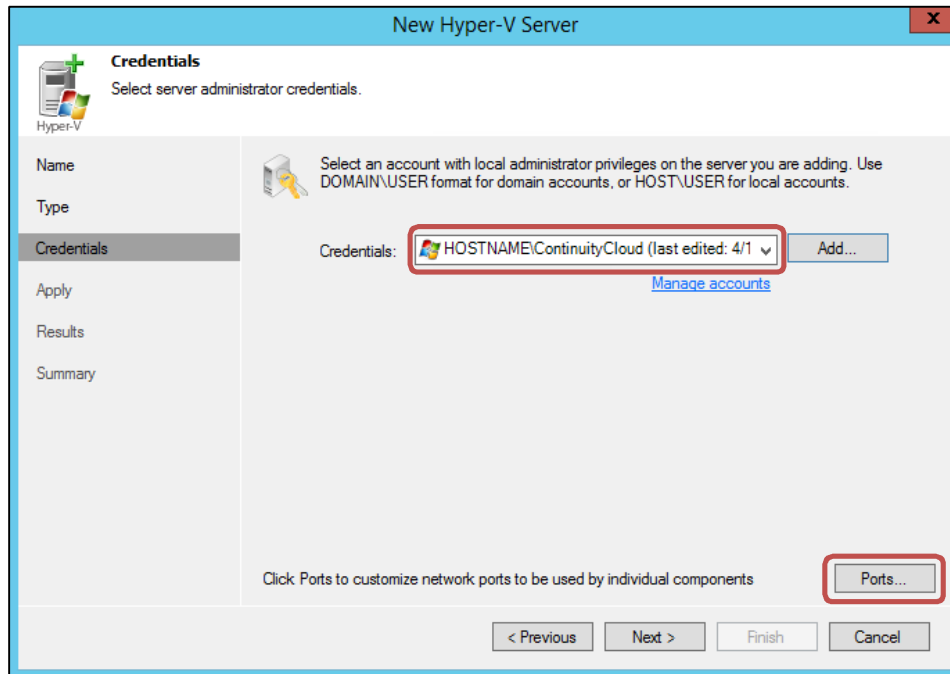 New Hyper-V Server
x
Credentials
Select server administrator credentials.
Hyper-V
Name
Type
Credentials
Apply
Results
Summary
Select an account with local administrator privileges on the server you are adding. Use
DOMAIN\USER format for domain accounts, or HOST\USER for local accounts.
Credentials: HOSTNAME\ContinuityCloud (last edited: 4/1 Add...
Manage accounts
Click Ports to customize network ports to be used by individual components Ports...
< Previous Next > Finish Cancel